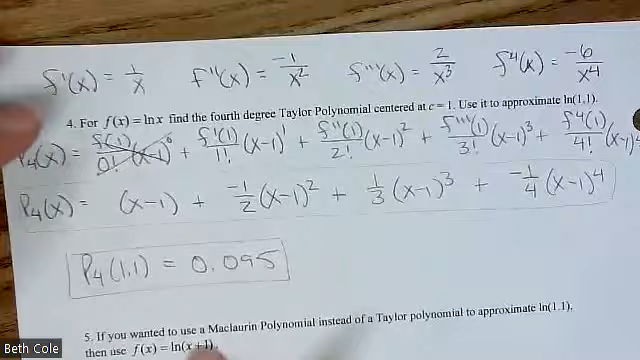 f'(x) = 1/x f''(x) = -1/x² f'''(x) = 2/x³ f⁴(x) = -6/x⁴
4. For f(x) = ln x find the fourth degree Taylor Polynomial centered at c = 1. Use it to approximate ln(1.1).
P₄(x) = f(1)/0! (x-1)⁰ + f'(1)/1! (x-1)¹ + f''(1)/2! (x-1)² + f'''(1)/3! (x-1)³ + f⁴(1)/4! (x-1)⁴
P₄(x) = (x-1) + -1/2 (x-1)² + 1/3 (x-1)³ + -1/4 (x-1)⁴
P₄(1.1) = 0.095
5. If you wanted to use a Maclaurin Polynomial instead of a Taylor polynomial to approximate ln(1.1),
then use f(x) = ln(x+1).
Beth Cole